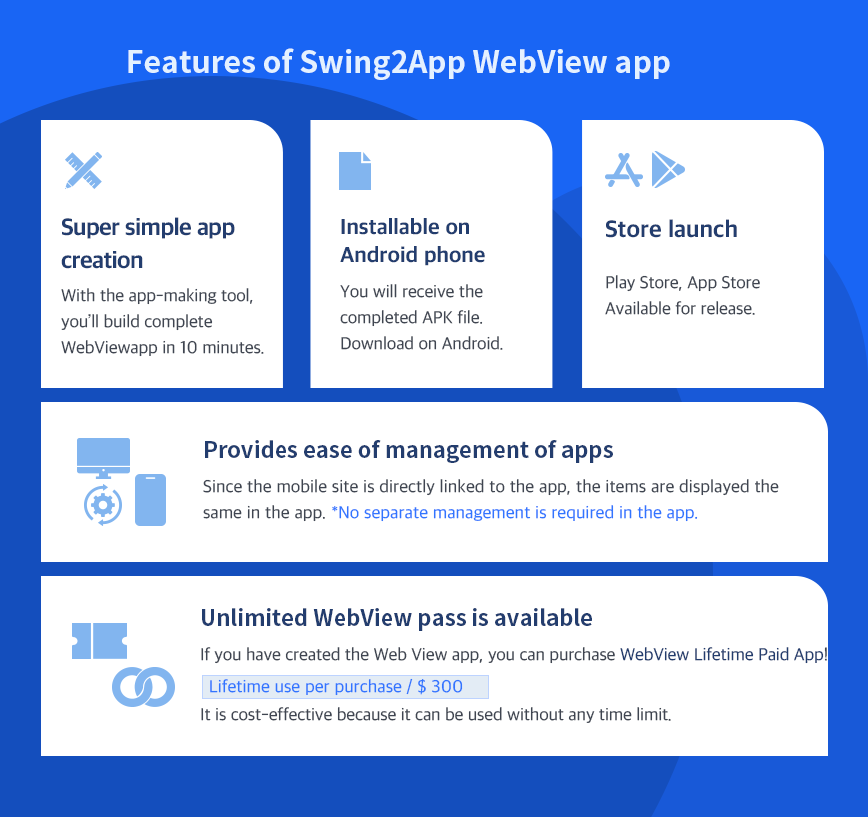 Features of Swing2App WebView app
Super simple app
creation
With the app-making tool,
you'll build complete
WebViewapp in 10 minutes.
Installable on
Android phone
You will receive the
completed APK file.
Download on Android.
Store launch
Play Store, App Store
Available for release.
Provides ease of management of apps
Since the mobile site is directly linked to the app, the items are displayed the
same in the app. *No separate management is required in the app.
Unlimited WebView pass is available
If you have created the Web View app, you can purchase WebView Lifetime Paid App!
Lifetime use per purchase / $ 300
It is cost-effective because it can be used without any time limit.